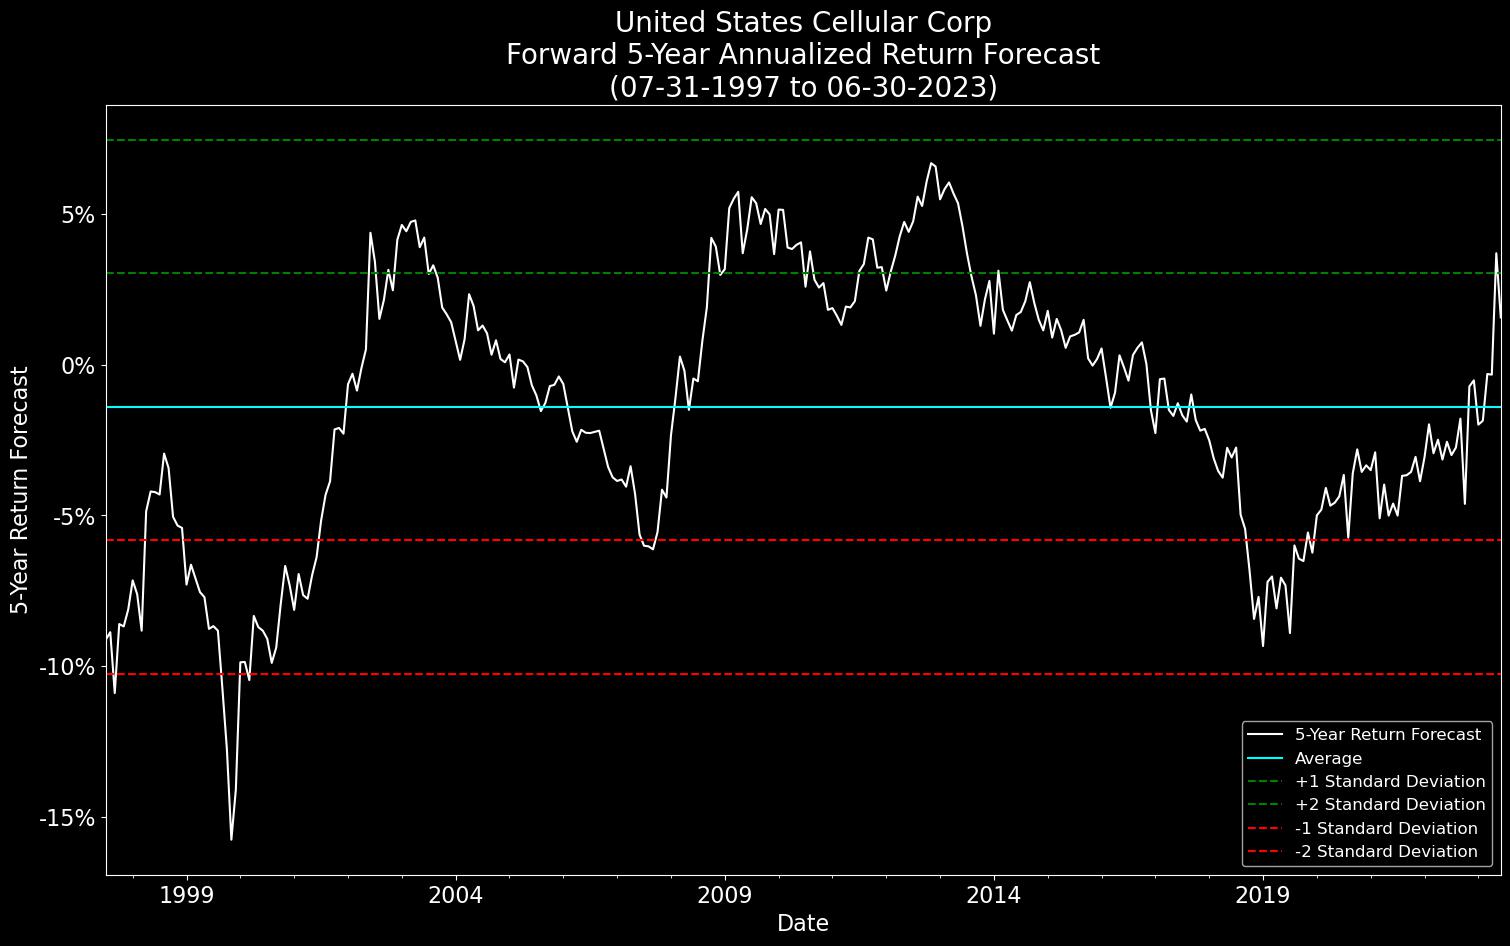 United States Cellular Corp
Forward 5-Year Annualized Return Forecast
(07-31-1997 to 06-30-2023)
5-Year Return Forecast
5%
0%
-5%
-10%
-15%
1999
2004
2009
2014
2019
Date
5-Year Return Forecast
Average
+1 Standard Deviation
+2 Standard Deviation
-1 Standard Deviation
-2 Standard Deviation